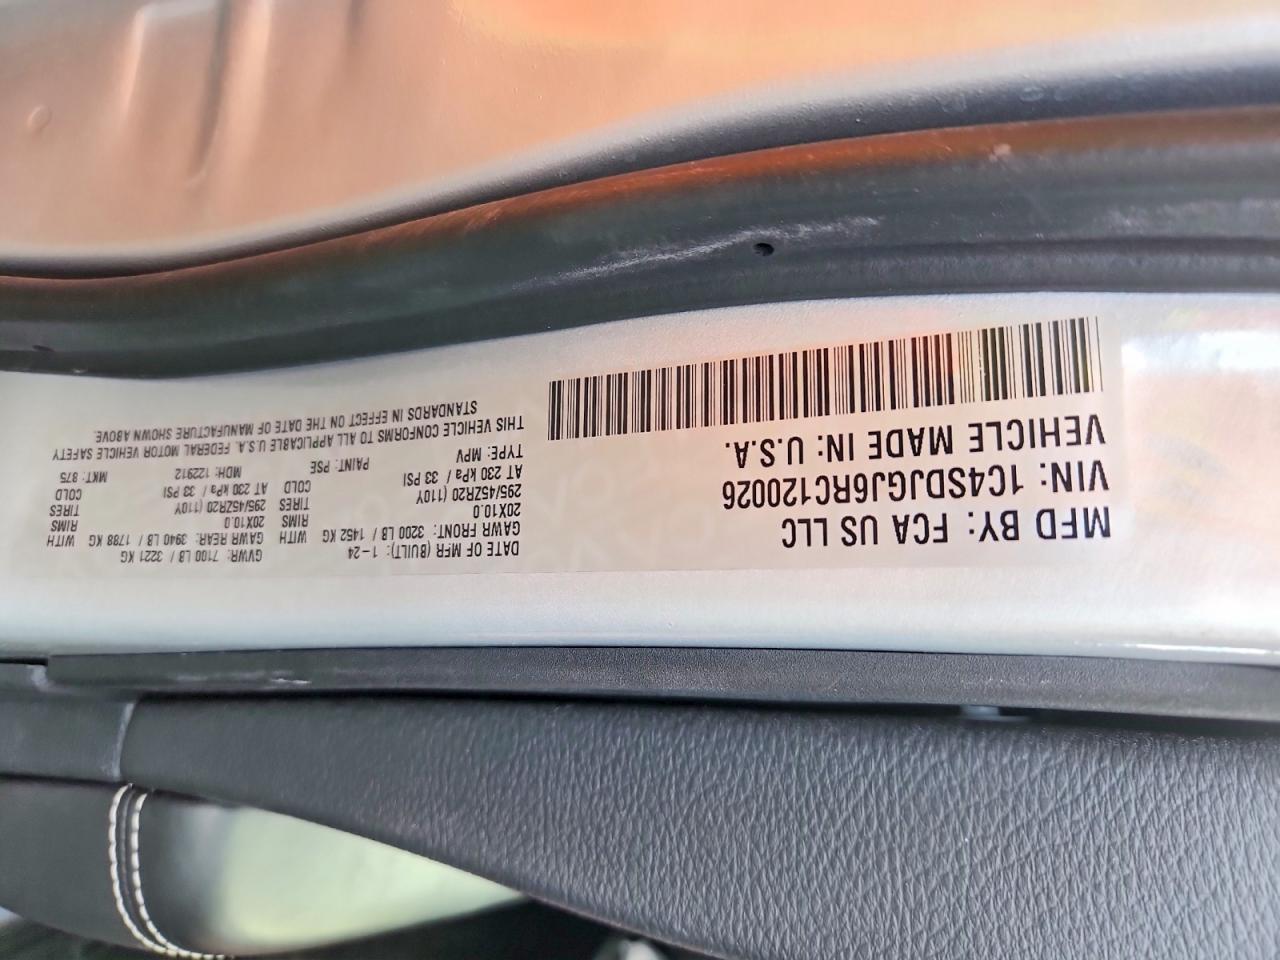 MFD BY: FCA US LLC
VIN: 1C4SDJGJ6RC120026
VEHICLE MADE IN: U.S.A.
DATE OF MFR (BUILT): 1-24
GVWR: 7100 LB / 3221 KG
GAWR FRONT: 3200 LB / 1452 KG WITH
GAWR REAR: 3940 LB / 1788 KG WITH
20X10.0 RIMS
20X10.0 RIMS
295/45ZR20 (110Y) TIRES
295/45ZR20 (110Y) TIRES
AT 230 kPa / 33 PSI COLD
AT 230 kPa / 33 PSI COLD
TYPE: MPV
PAINT: PSE
MDH: 122912
MKT: 875
THIS VEHICLE CONFORMS TO ALL APPLICABLE U.S.A. FEDERAL MOTOR VEHICLE SAFETY
STANDARDS IN EFFECT ON THE DATE OF MANUFACTURE SHOWN ABOVE.